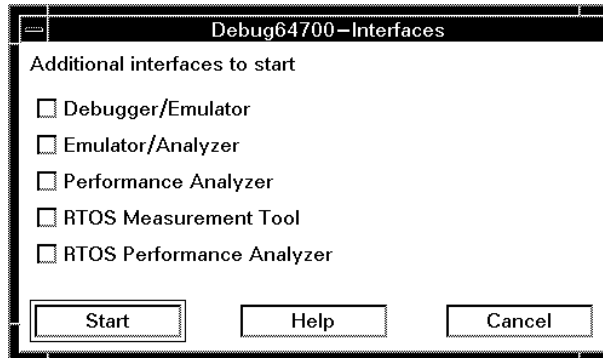 Debug64700-Interfaces
Additional interfaces to start
Debugger/Emulator
Emulator/Analyzer
Performance Analyzer
RTOS Measurement Tool
RTOS Performance Analyzer
Start Help Cancel